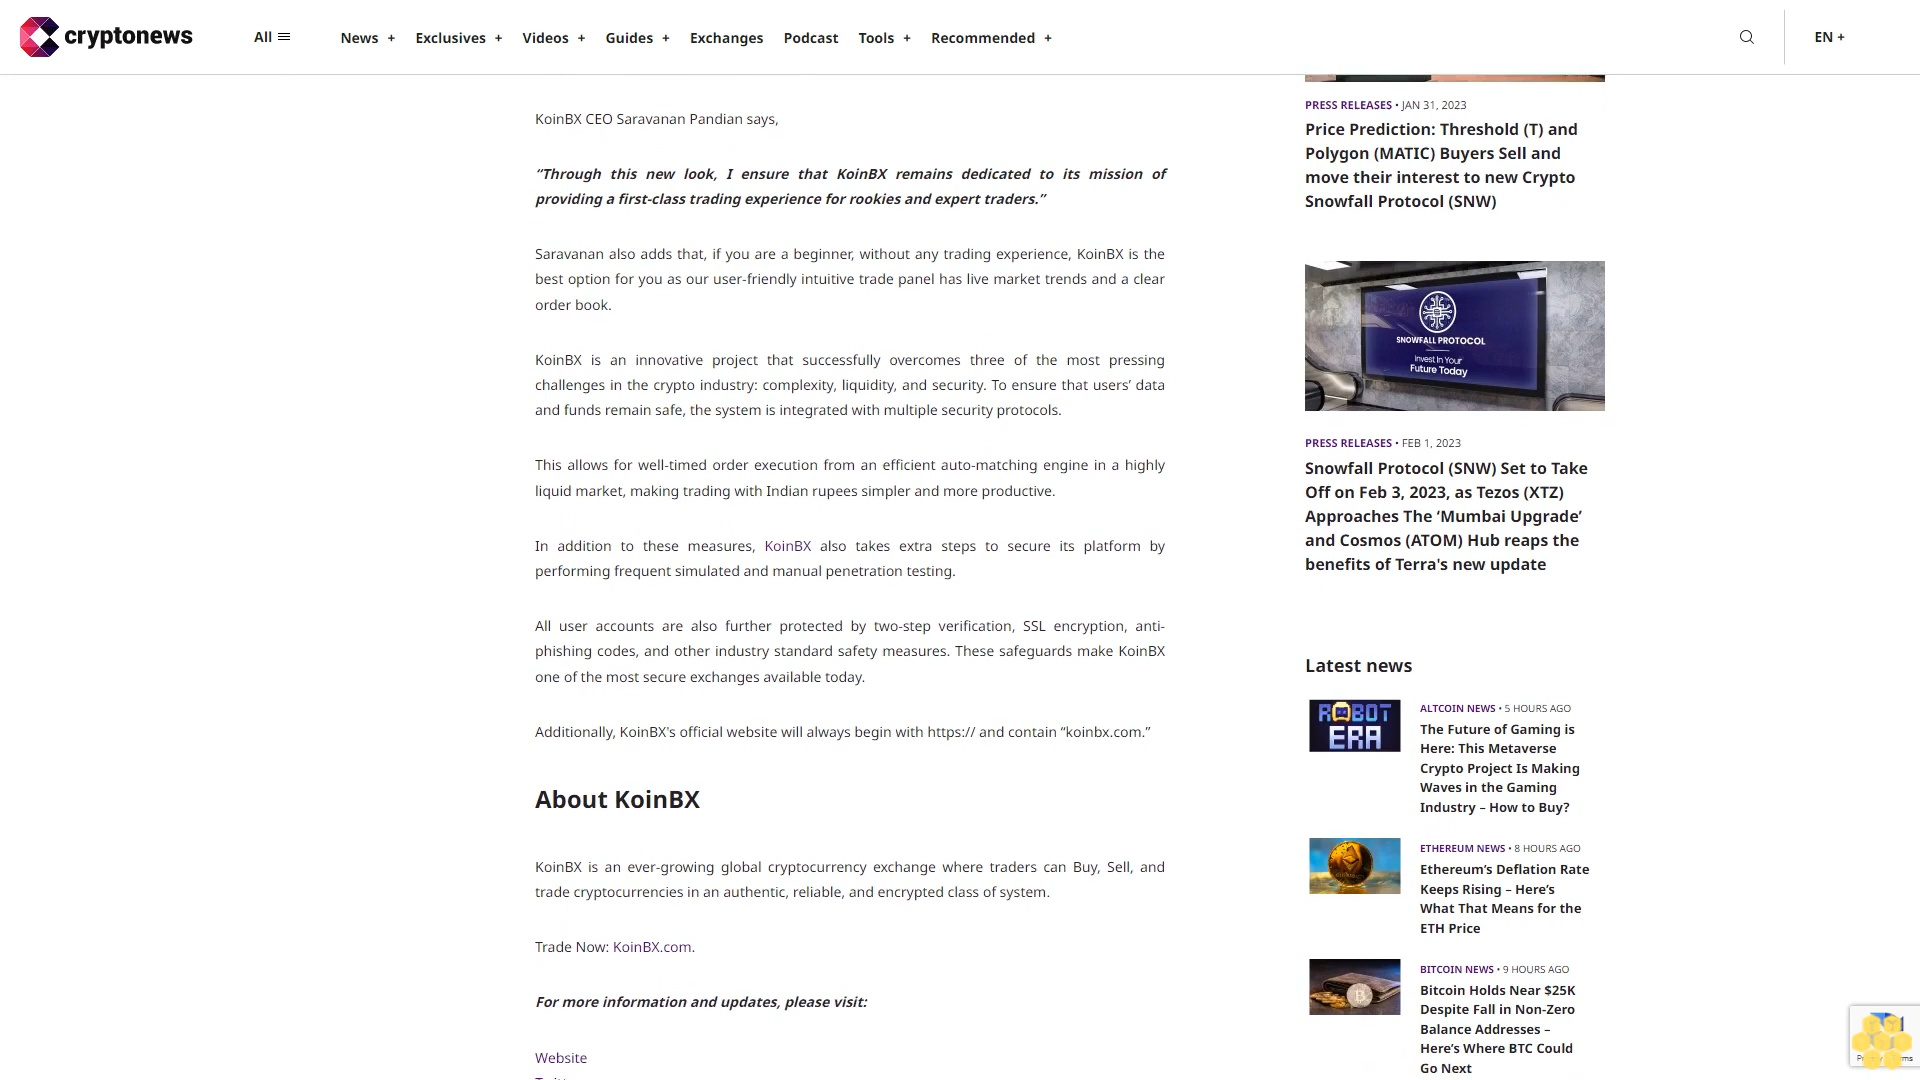 cryptonews
All
News +
Exclusives +
Videos +
Guides +
Exchanges
Podcast
Tools +
Recommended +
EN +
KoinBX CEO Saravanan Pandian says,
“Through this new look, I ensure that KoinBX remains dedicated to its mission of
providing a first-class trading experience for rookies and expert traders.”
Saravanan also adds that, if you are a beginner, without any trading experience, KoinBX is the
best option for you as our user-friendly intuitive trade panel has live market trends and a clear
order book.
KoinBX is an innovative project that successfully overcomes three of the most pressing
challenges in the crypto industry: complexity, liquidity, and security. To ensure that users’ data
and funds remain safe, the system is integrated with multiple security protocols.
This allows for well-timed order execution from an efficient auto-matching engine in a highly
liquid market, making trading with Indian rupees simpler and more productive.
In addition to these measures, KoinBX also takes extra steps to secure its platform by
performing frequent simulated and manual penetration testing.
All user accounts are also further protected by two-step verification, SSL encryption, anti-
phishing codes, and other industry standard safety measures. These safeguards make KoinBX
one of the most secure exchanges available today.
Additionally, KoinBX's official website will always begin with https:// and contain “koinbx.com.”
About KoinBX
KoinBX is an ever-growing global cryptocurrency exchange where traders can Buy, Sell, and
trade cryptocurrencies in an authentic, reliable, and encrypted class of system.
Trade Now: KoinBX.com.
For more information and updates, please visit:
Website
PRESS RELEASES • JAN 31, 2023
Price Prediction: Threshold (T) and
Polygon (MATIC) Buyers Sell and
move their interest to new Crypto
Snowfall Protocol (SNW)
SNOWFALL PROTOCOL
Invest In Your
Future Today
PRESS RELEASES • FEB 1, 2023
Snowfall Protocol (SNW) Set to Take
Off on Feb 3, 2023, as Tezos (XTZ)
Approaches The ‘Mumbai Upgrade’
and Cosmos (ATOM) Hub reaps the
benefits of Terra's new update
Latest news
ROBOT
ERA
ALTCOIN NEWS • 5 HOURS AGO
The Future of Gaming is
Here: This Metaverse
Crypto Project Is Making
Waves in the Gaming
Industry – How to Buy?
ETHEREUM NEWS • 8 HOURS AGO
Ethereum’s Deflation Rate
Keeps Rising – Here’s
What That Means for the
ETH Price
BITCOIN NEWS • 9 HOURS AGO
Bitcoin Holds Near $25K
Despite Fall in Non-Zero
Balance Addresses –
Here’s Where BTC Could
Go Next